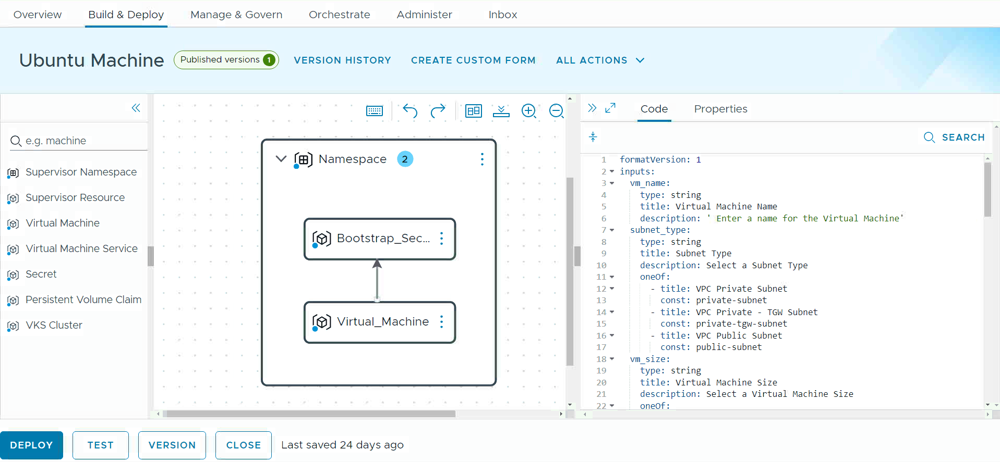 Overview Build & Deploy Manage & Govern Orchestrate Administer Inbox
Ubuntu Machine Published versions 1 VERSION HISTORY CREATE CUSTOM FORM ALL ACTIONS
e.g. machine
Supervisor Namespace
Supervisor Resource
Virtual Machine
Virtual Machine Service
Secret
Persistent Volume Claim
VKS Cluster
Namespace 2
Bootstrap_Sec...
Virtual_Machine
Code Properties
SEARCH
1 formatVersion: 1
2 inputs:
3 vm_name:
4 type: string
5 title: Virtual Machine Name
6 description: ' Enter a name for the Virtual Machine'
7 subnet_type:
8 type: string
9 title: Subnet Type
10 description: Select a Subnet Type
11 oneOf:
12 - title: VPC Private Subnet
13 const: private-subnet
14 - title: VPC Private - TGW Subnet
15 const: private-tgw-subnet
16 - title: VPC Public Subnet
17 const: public-subnet
18 vm_size:
19 type: string
20 title: Virtual Machine Size
21 description: Select a Virtual Machine Size
22 oneOf:
DEPLOY TEST VERSION CLOSE Last saved 24 days ago